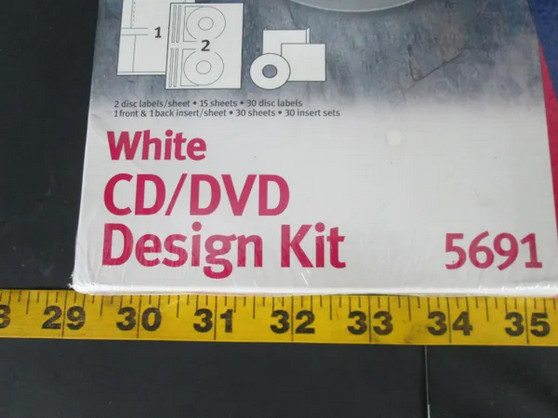 1
2
2 disc labels/sheet • 15 sheets • 30 disc labels
1 front & 1 back insert/sheet • 30 sheets • 30 insert sets
White
CD/DVD
Design Kit 5691
8 29 30 31 32 33 34 35